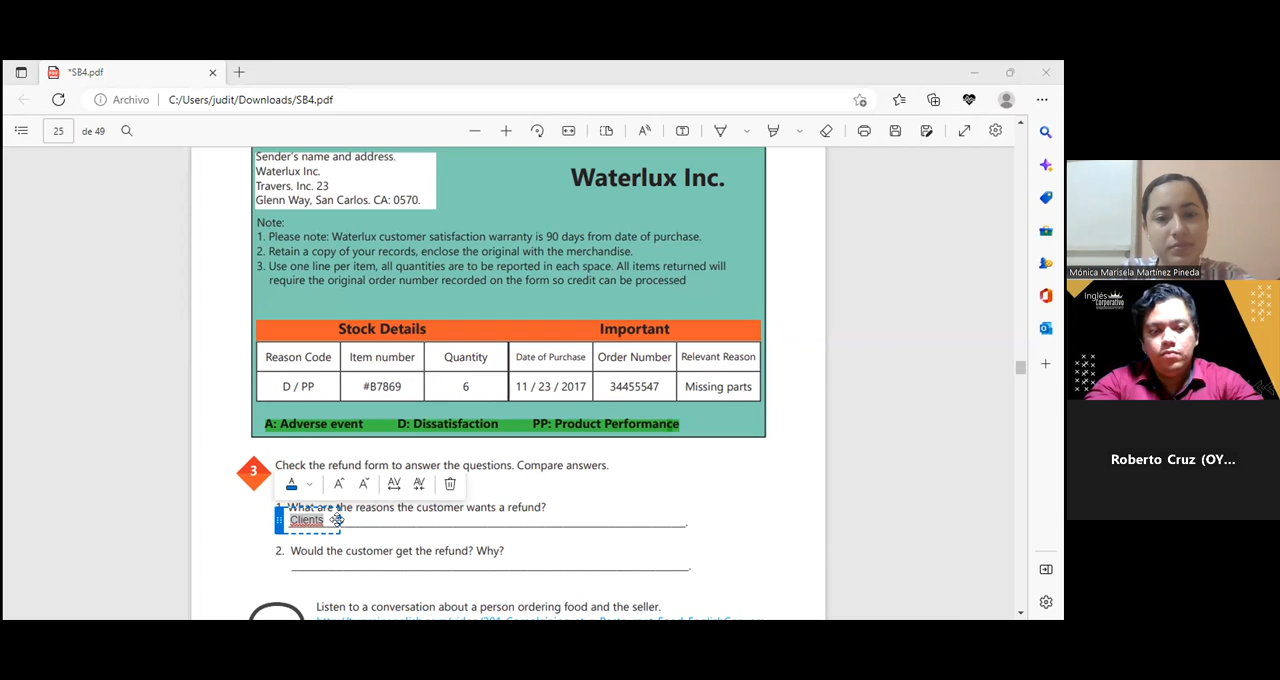 *SB4.pdf
Archivo
C:/Users/judit/Downloads/SB4.pdf
25 de 49
Sender's name and address.
Waterlux Inc.
Travers. Inc. 23
Glenn Way, San Carlos. CA: 0570.
Waterlux Inc.
Note:
1. Please note: Waterlux customer satisfaction warranty is 90 days from date of purchase.
2. Retain a copy of your records, enclose the original with the merchandise.
3. Use one line per item, all quantities are to be reported in each space. All items returned will
require the original order number recorded on the form so credit can be processed
Stock Details Important
Reason Code Item number Quantity Date of Purchase Order Number Relevant Reason
D / PP #B7869 6 11 / 23 / 2017 34455547 Missing parts
A: Adverse event D: Dissatisfaction PP: Product Performance
3 Check the refund form to answer the questions. Compare answers.
1. What are the reasons the customer wants a refund?
Clients
2. Would the customer get the refund? Why?
Listen to a conversation about a person ordering food and the seller.
Mónica Marisela Martínez Pineda
Inglés
Corporativo
Roberto Cruz (OY...